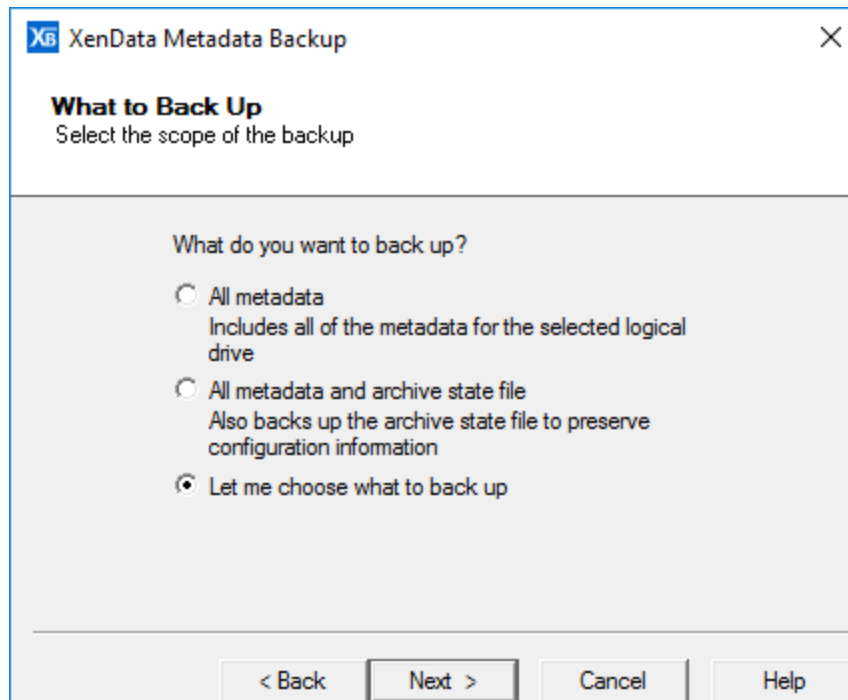 XB XenData Metadata Backup
What to Back Up
Select the scope of the backup
What do you want to back up?
All metadata
Includes all of the metadata for the selected logical
drive
All metadata and archive state file
Also backs up the archive state file to preserve
configuration information
Let me choose what to back up
< Back Next > Cancel Help